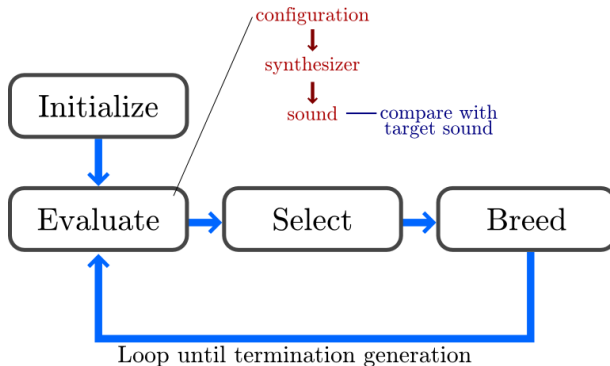 configuration
synthesizer
sound
compare with
target sound
Initialize
Evaluate
Select
Breed
Loop until termination generation